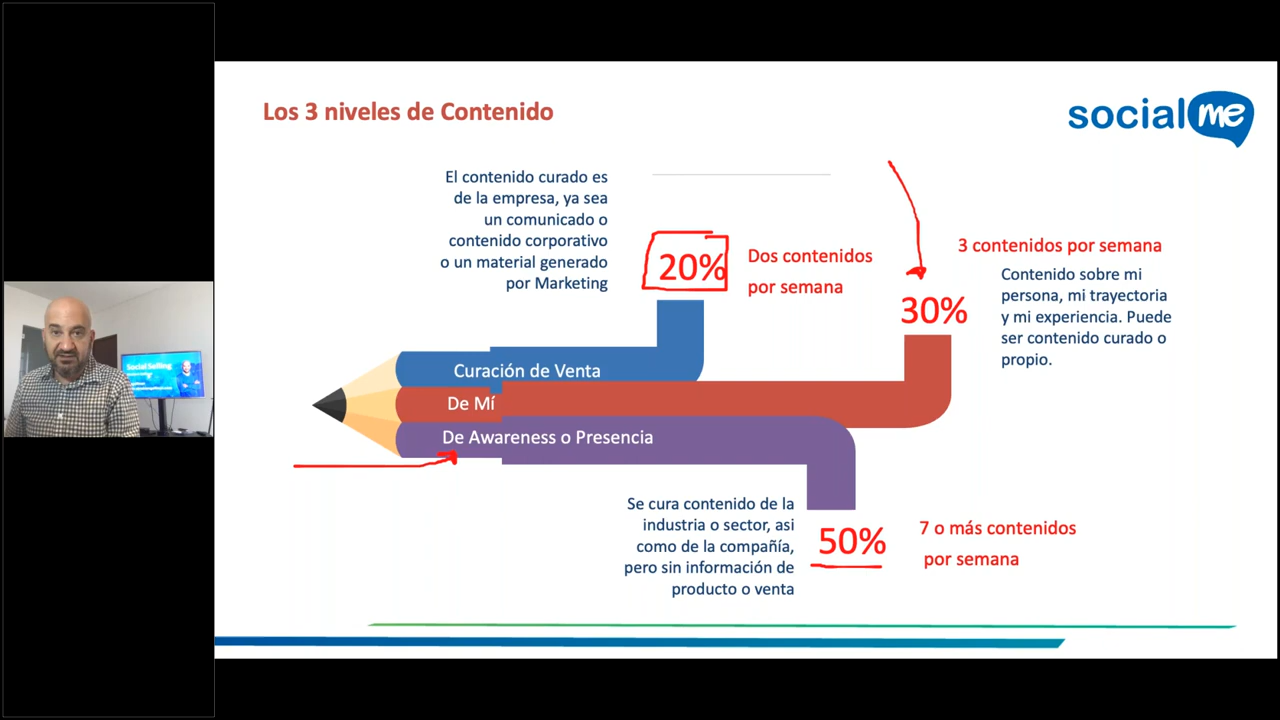 Los 3 niveles de Contenido
social me
El contenido curado es
de la empresa, ya sea
un comunicado o
contenido corporativo
o un material generado
por Marketing
20%
Dos contenidos
por semana
3 contenidos por semana
30%
Contenido sobre mi
persona, mi trayectoria
y mi experiencia. Puede
ser contenido curado o
propio.
Curación de Venta
De Mí
De Awareness o Presencia
Se cura contenido de la
industria o sector, asi
como de la compañía,
pero sin información de
producto o venta
50%
7 o más contenidos
por semana
Social Selling